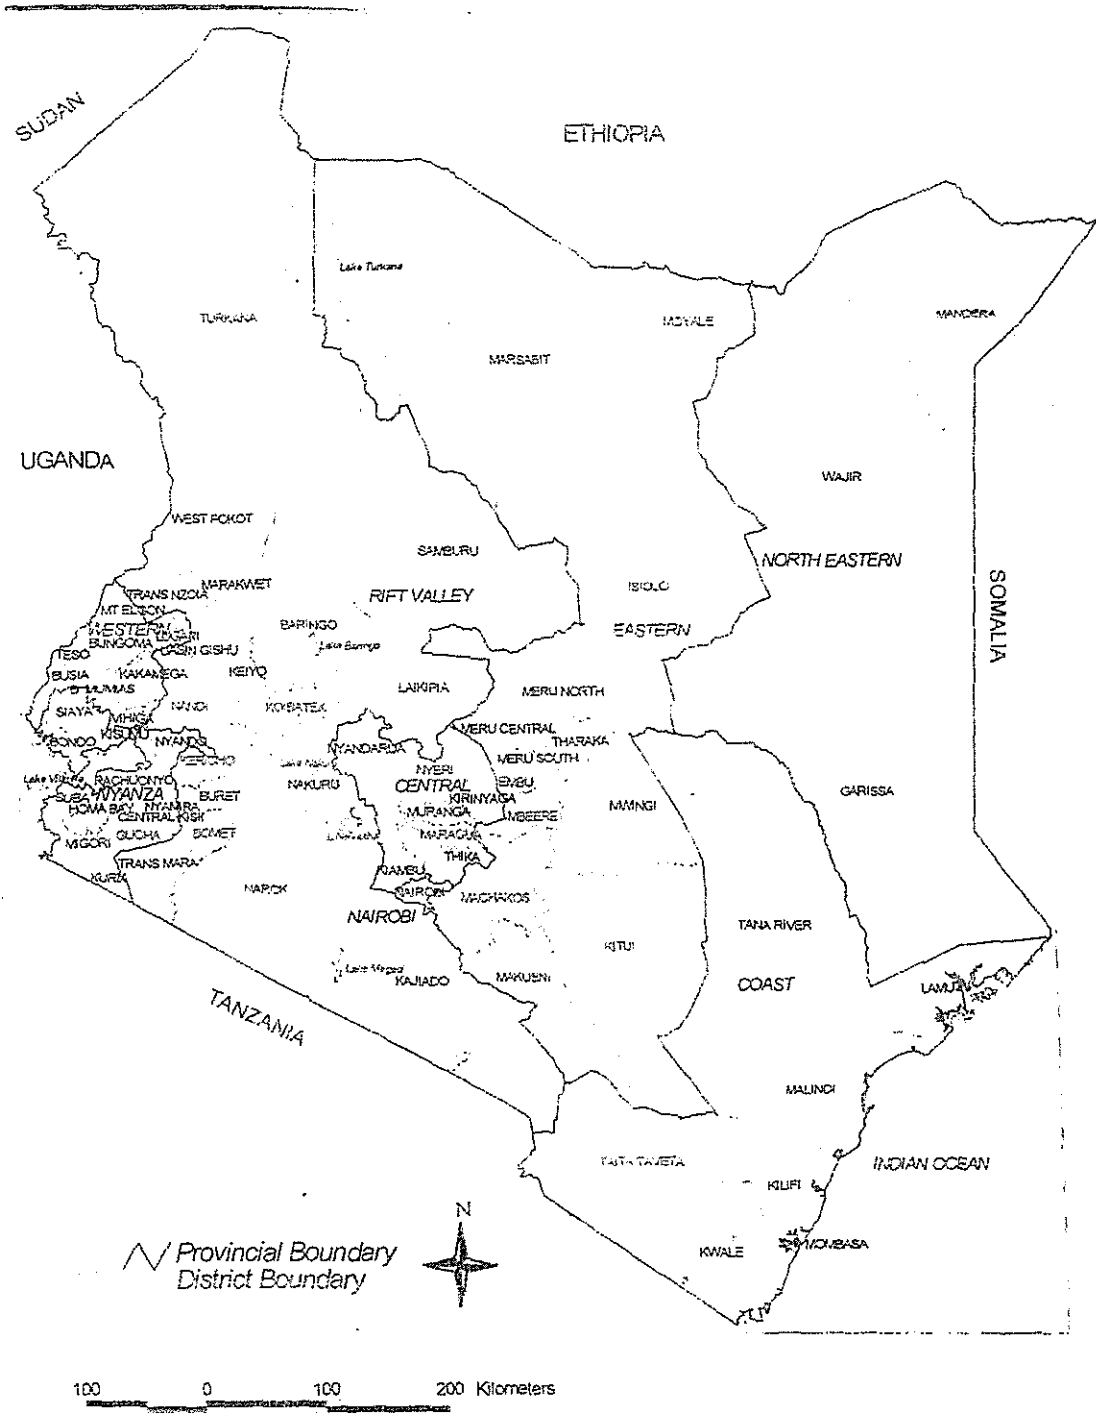 SUDAN
ETHIOPIA
Lake Turkana
TURKANA
MOYALE
MANDERA
MARSABIT
UGANDA
WAJIR
WEST POKOT
SAMBURU
NORTH EASTERN
SOMALIA
MARAKWET
TRANS NZOIA
RIFT VALLEY
ISIOLO
MT ELGON
WESTERN
LUGARI
BARINGO
EASTERN
BUNGOMA
UASIN GISHU
Lake Baringo
TESO
BUSIA
KAKAMEGA
KEIYO
LAIKIPIA
MERU NORTH
B. MUMIAS
SIAYA
NANDI
KOIBATEK
VIHIGA
KISUMU
MERU CENTRAL
BONDO
NYANDO
NYANDARUA
THARAKA
KERICHO
NYERI
MERU SOUTH
RACHUONYO
NAKURU
CENTRAL
EMBU
GARISSA
SUBA
NYANZA
BURET
KIRINYAGA
MWINGI
HOMA BAY
NYAMIRA
MURANGA
MBEERE
CENTRAL KISII
GUCHA
BOMET
MARAGUA
MIGORI
THIKA
TRANS MARA
KIAMBU
KURIA
NAROK
NAIROBI
MACHAKOS
NAIROBI
TANA RIVER
KITUI
Lake Magadi
KAJIADO
MAKUENI
COAST
LAMU
TANZANIA
MALINDI
TAITA TAVETA
INDIAN OCEAN
KILIFI
N
KWALE
MOMBASA
Provincial Boundary
District Boundary
100 0 100 200 Kilometers